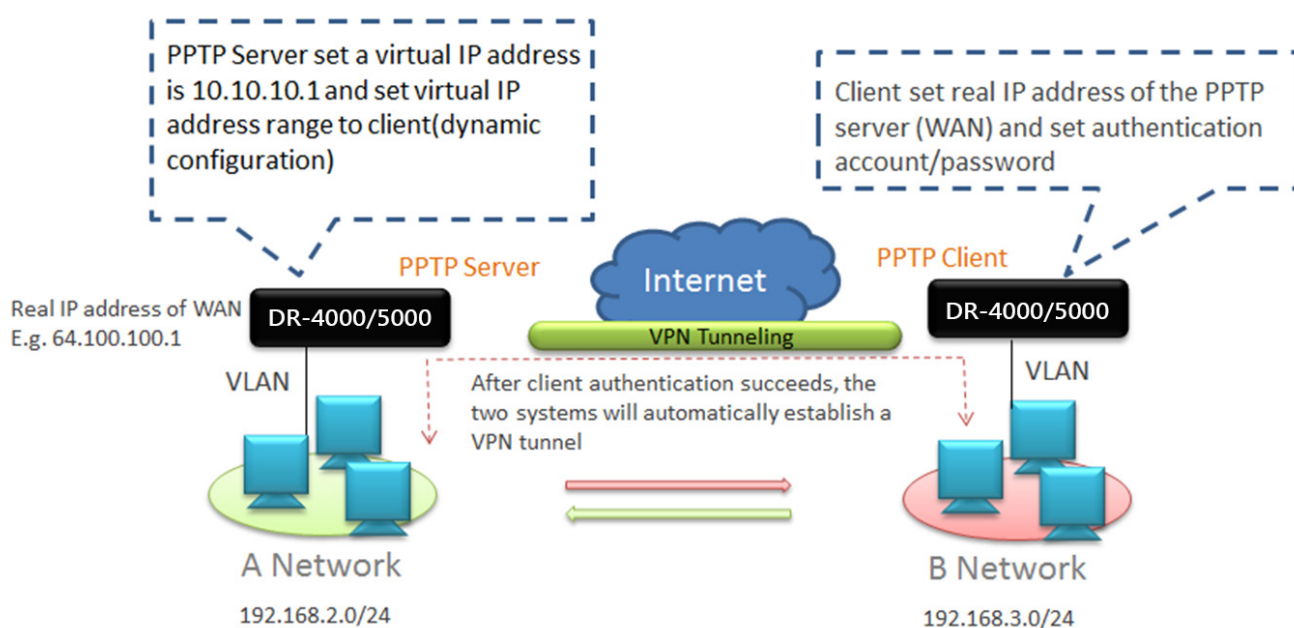 PPTP Server set a virtual IP address
is 10.10.10.1 and set virtual IP
address range to client(dynamic
configuration)
Client set real IP address of the PPTP
server (WAN) and set authentication
account/password
PPTP Server
Internet
PPTP Client
Real IP address of WAN
E.g. 64.100.100.1
DR-4000/5000
DR-4000/5000
VPN Tunneling
VLAN
VLAN
After client authentication succeeds, the
two systems will automatically establish a
VPN tunnel
A Network
192.168.2.0/24
B Network
192.168.3.0/24